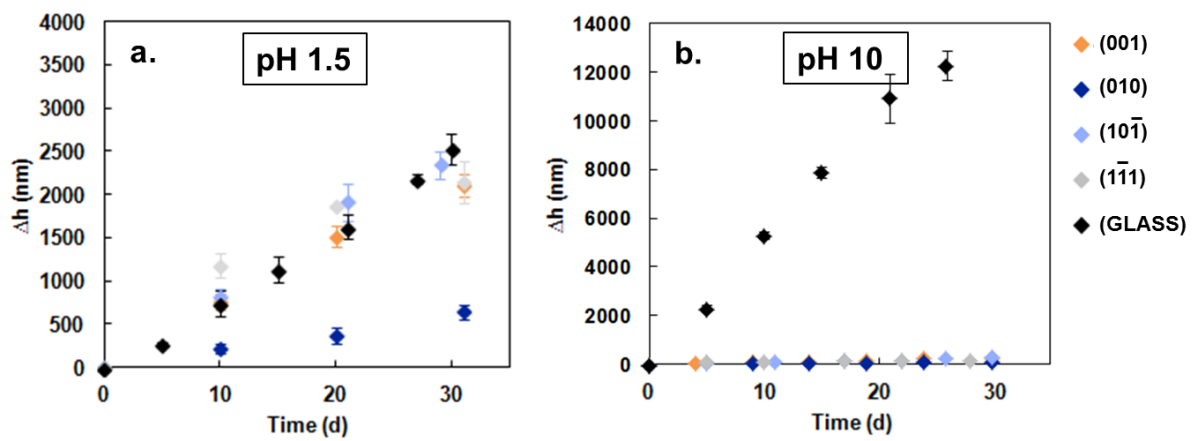 a.
pH 1.5
4000
3500
3000
2500
2000
1500
1000
500
0
Δh (nm)
0 10 20 30
Time (d)
b.
pH 10
14000
12000
10000
8000
6000
4000
2000
0
Δh (nm)
0 10 20 30
Time (d)
(001)
(010)
(101̅)
(11̅1)
(GLASS)